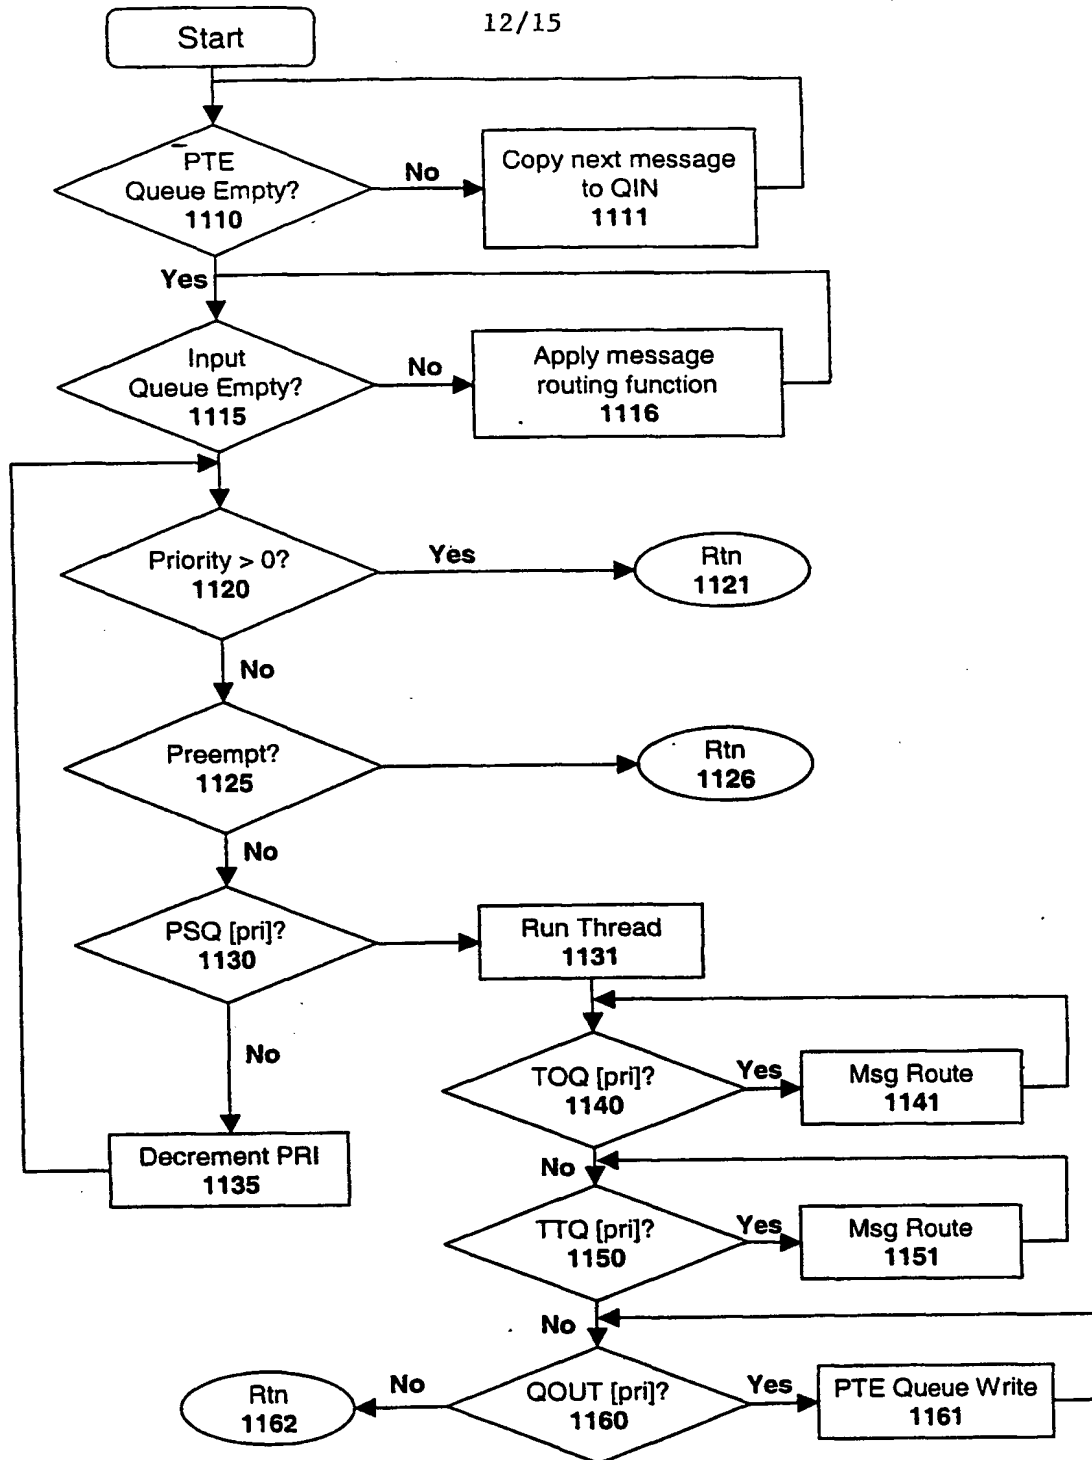 12/15
Start
PTE
Queue Empty?
1110
No
Copy next message
to QIN
1111
Yes
Input
Queue Empty?
1115
No
Apply message
routing function
1116
Priority > 0?
1120
Yes
Rtn
1121
No
Preempt?
1125
Rtn
1126
No
PSQ [pri]?
1130
Run Thread
1131
No
Decrement PRI
1135
TOQ [pri]?
1140
Yes
Msg Route
1141
No
TTQ [pri]?
1150
Yes
Msg Route
1151
No
QOUT [pri]?
1160
Yes
PTE Queue Write
1161
No
Rtn
1162